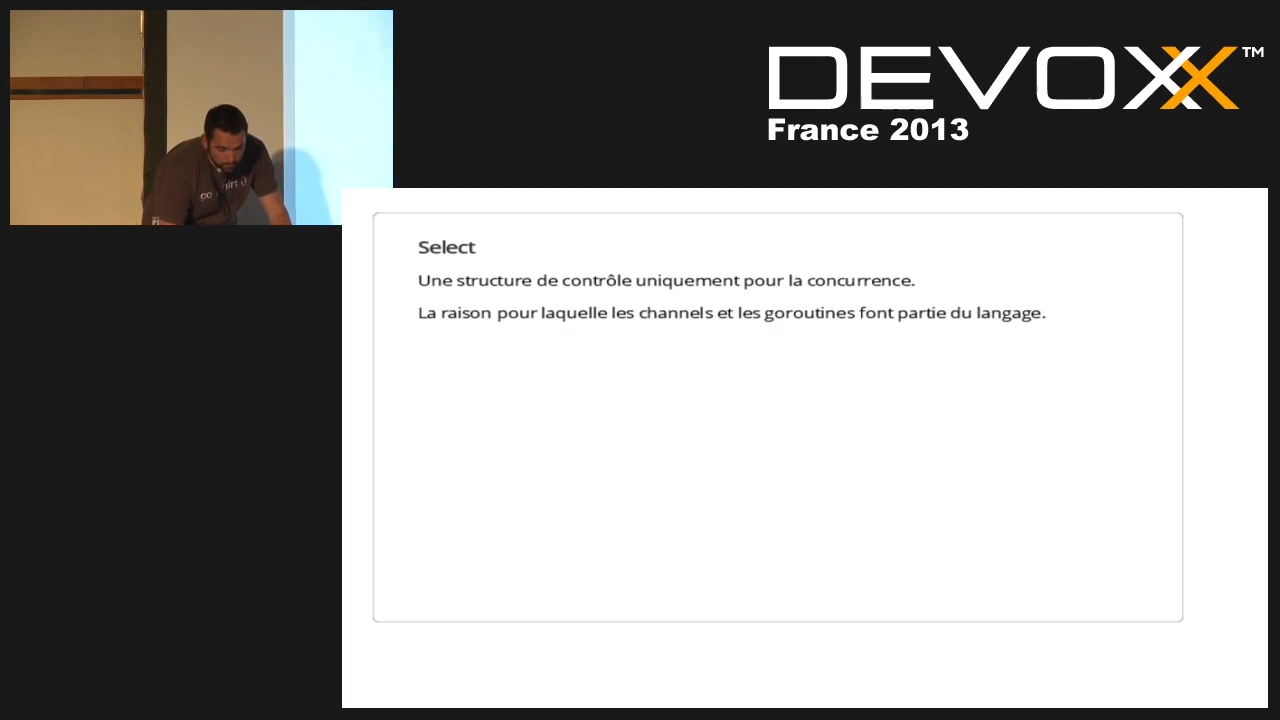 DEVOXX™
France 2013
Select
Une structure de contrôle uniquement pour la concurrence.
La raison pour laquelle les channels et les goroutines font partie du langage.